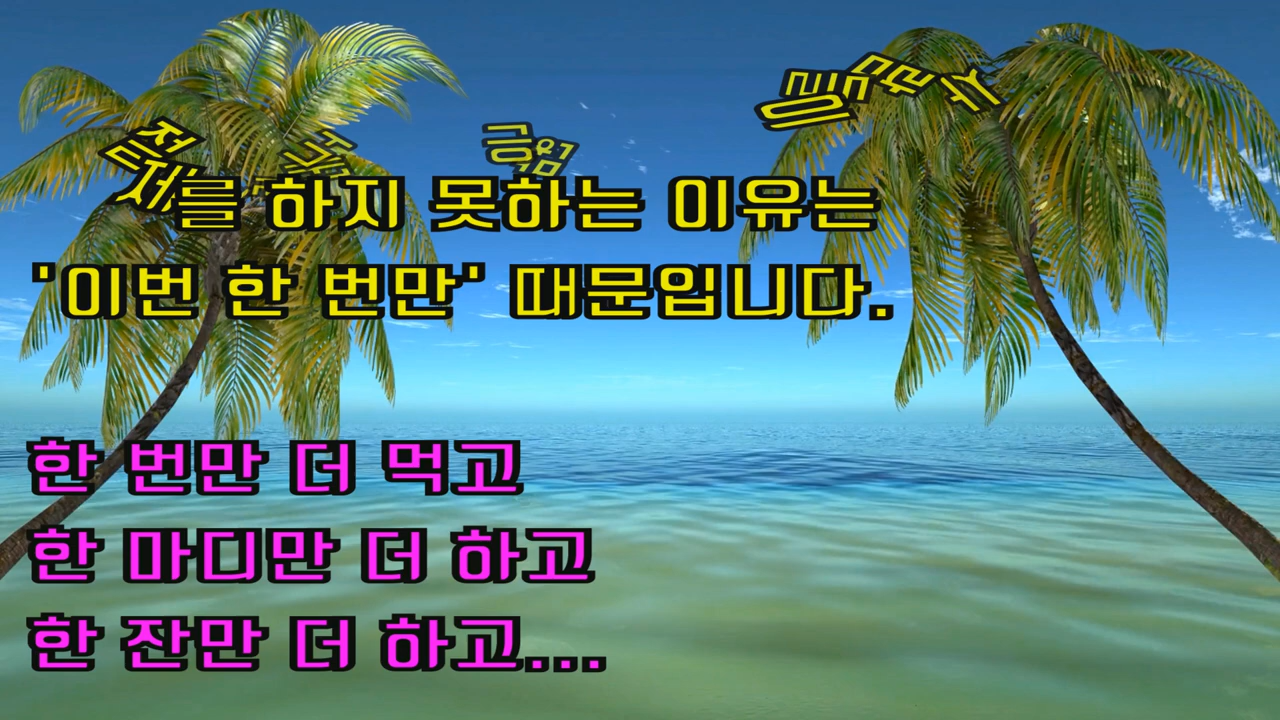 절제를 하지 못하는 이유는
'이번 한 번만' 때문입니다.
한 번만 더 먹고
한 마디만 더 하고
한 잔만 더 하고...